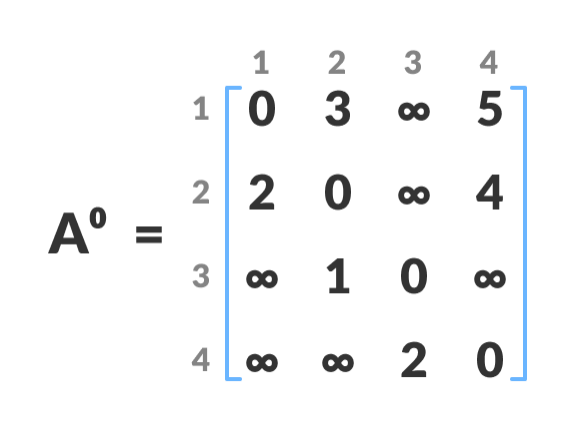 1 2 3 4
1 0 3 ∞ 5
2 2 0 ∞ 4
A⁰ =
3 ∞ 1 0 ∞
4 ∞ ∞ 2 0